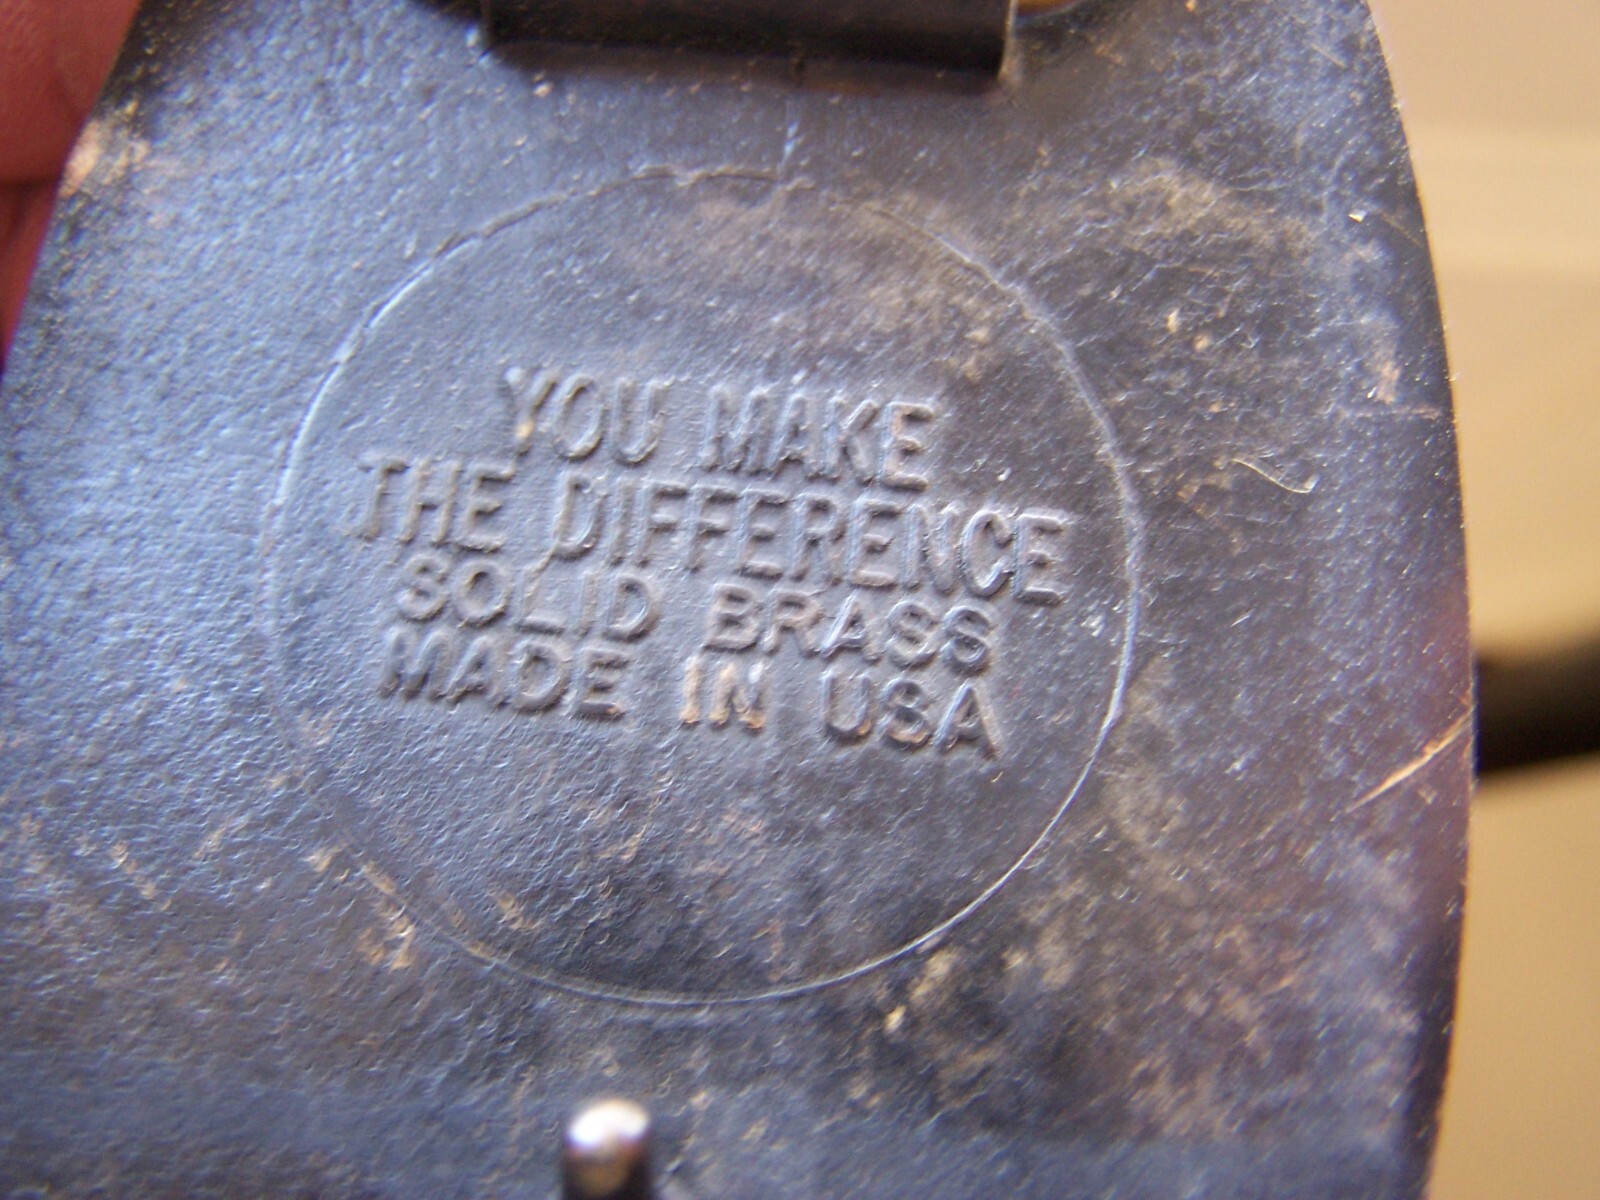 YOU MAKE
THE DIFFERENCE
SOLID BRASS
MADE IN USA